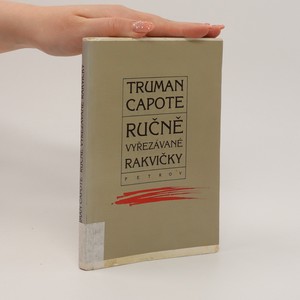 TRUMAN
CAPOTE
RUČNĚ
VYŘEZÁVANÉ
RAKVIČKY
PETROV